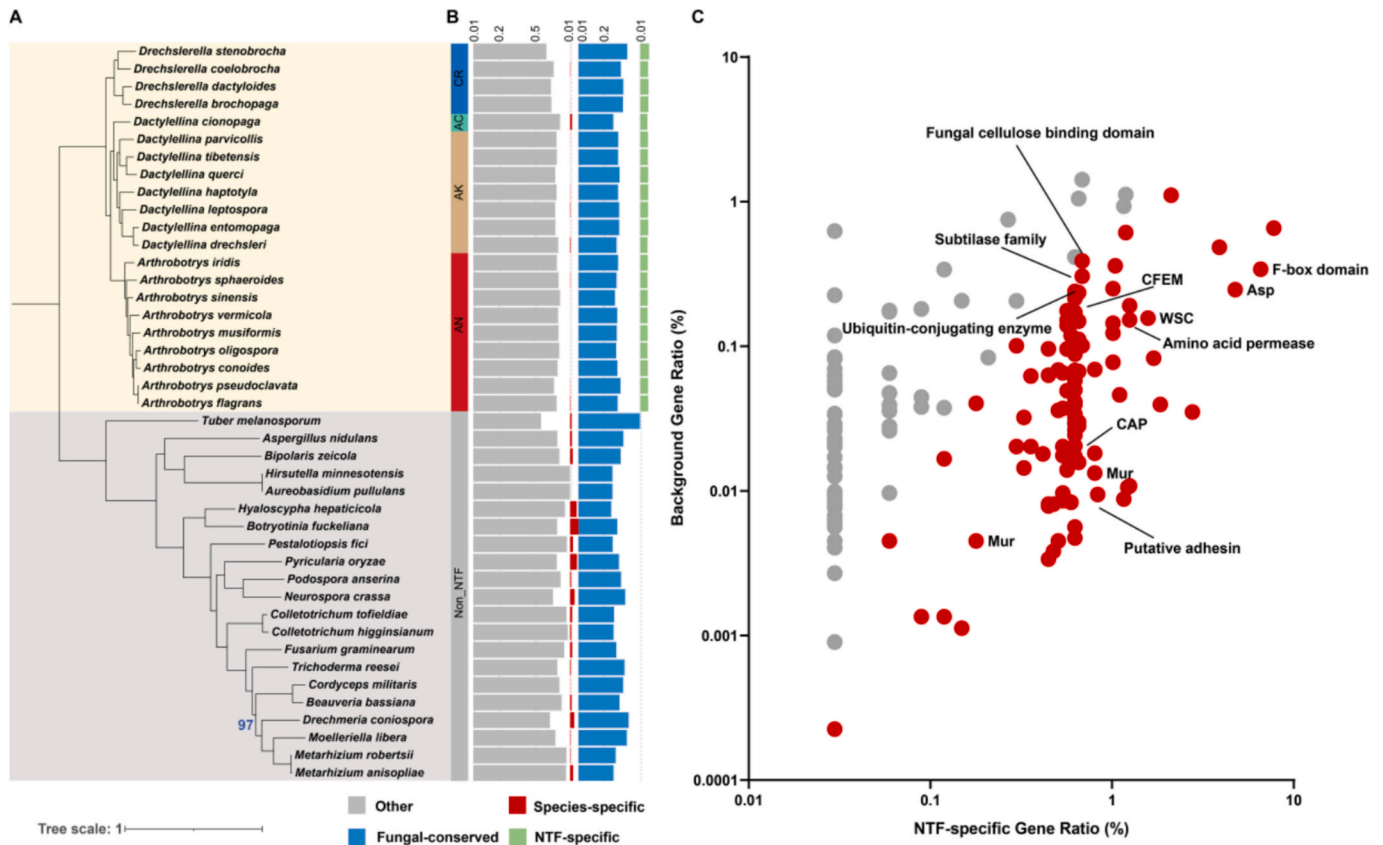 A
B
C
0.01
0.2
0.5
0.01
0.01
0.2
0.01
Drechslerella stenobrocha
Drechslerella coelobrocha
Drechslerella dactyloides
Drechslerella brochopaga
Dactylellina cionopaga
Dactylellina parvicollis
Dactylellina tibetensis
Dactylellina querci
Dactylellina haptotyla
Dactylellina leptospora
Dactylellina entomopaga
Dactylellina drechsleri
Arthrobotrys iridis
Arthrobotrys sphaeroides
Arthrobotrys sinensis
Arthrobotrys vermicola
Arthrobotrys musiformis
Arthrobotrys oligospora
Arthrobotrys conoides
Arthrobotrys pseudoclavata
Arthrobotrys flagrans
Tuber melanosporum
Aspergillus nidulans
Bipolaris zeicola
Hirsutella minnesotensis
Aureobasidium pullulans
Hyaloscypha hepaticicola
Botryotinia fuckeliana
Pestalotiopsis fici
Pyricularia oryzae
Podospora anserina
Neurospora crassa
Colletotrichum tofieldiae
Colletotrichum higginsianum
Fusarium graminearum
Trichoderma reesei
Cordyceps militaris
Beauveria bassiana
97
Drechmeria coniospora
Moelleriella libera
Metarhizium robertsii
Metarhizium anisopliae
CR
AC
AK
AN
Non_NTF
Tree scale: 1
Other
Species-specific
Fungal-conserved
NTF-specific
Background Gene Ratio (%)
10
1
0.1
0.01
0.001
0.0001
Fungal cellulose binding domain
Subtilase family
CFEM
F-box domain
Asp
Ubiquitin-conjugating enzyme
WSC
Amino acid permease
CAP
Mur
Mur
Putative adhesin
0.01
0.1
1
10
NTF-specific Gene Ratio (%)